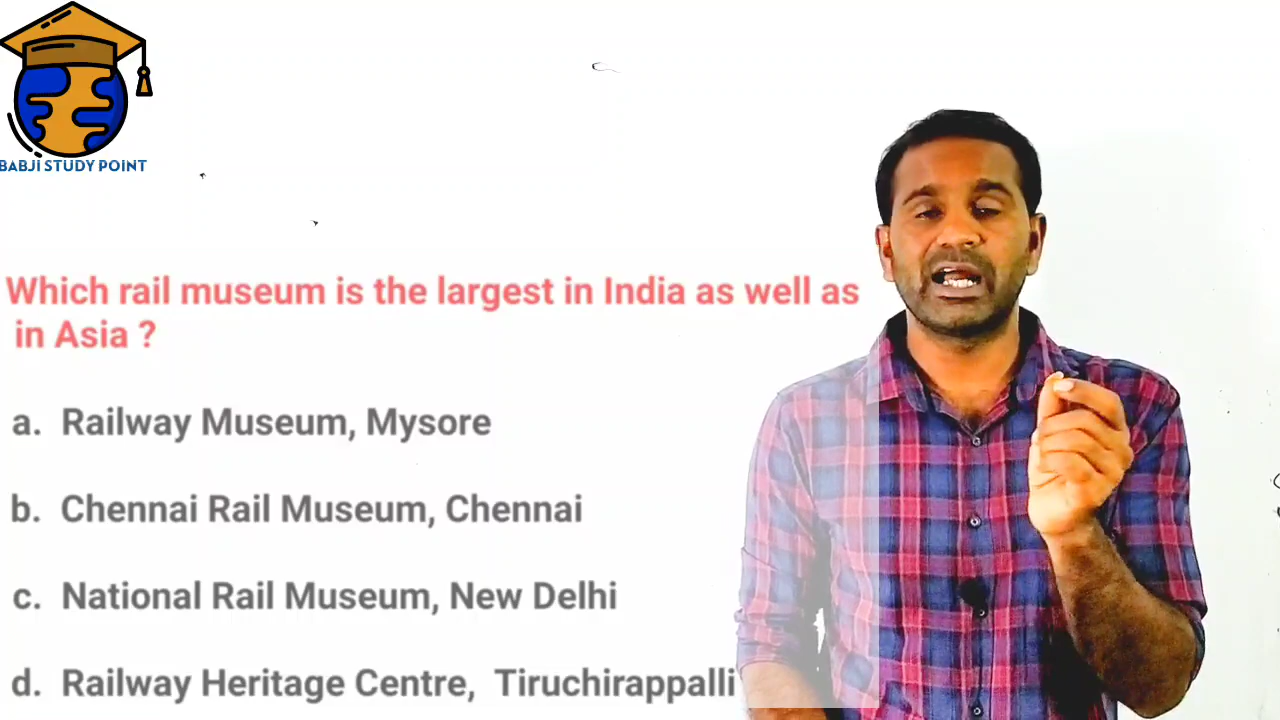 BABJI STUDY POINT
Which rail museum is the largest in India as well as
in Asia ?
a. Railway Museum, Mysore
b. Chennai Rail Museum, Chennai
c. National Rail Museum, New Delhi
d. Railway Heritage Centre, Tiruchirappalli